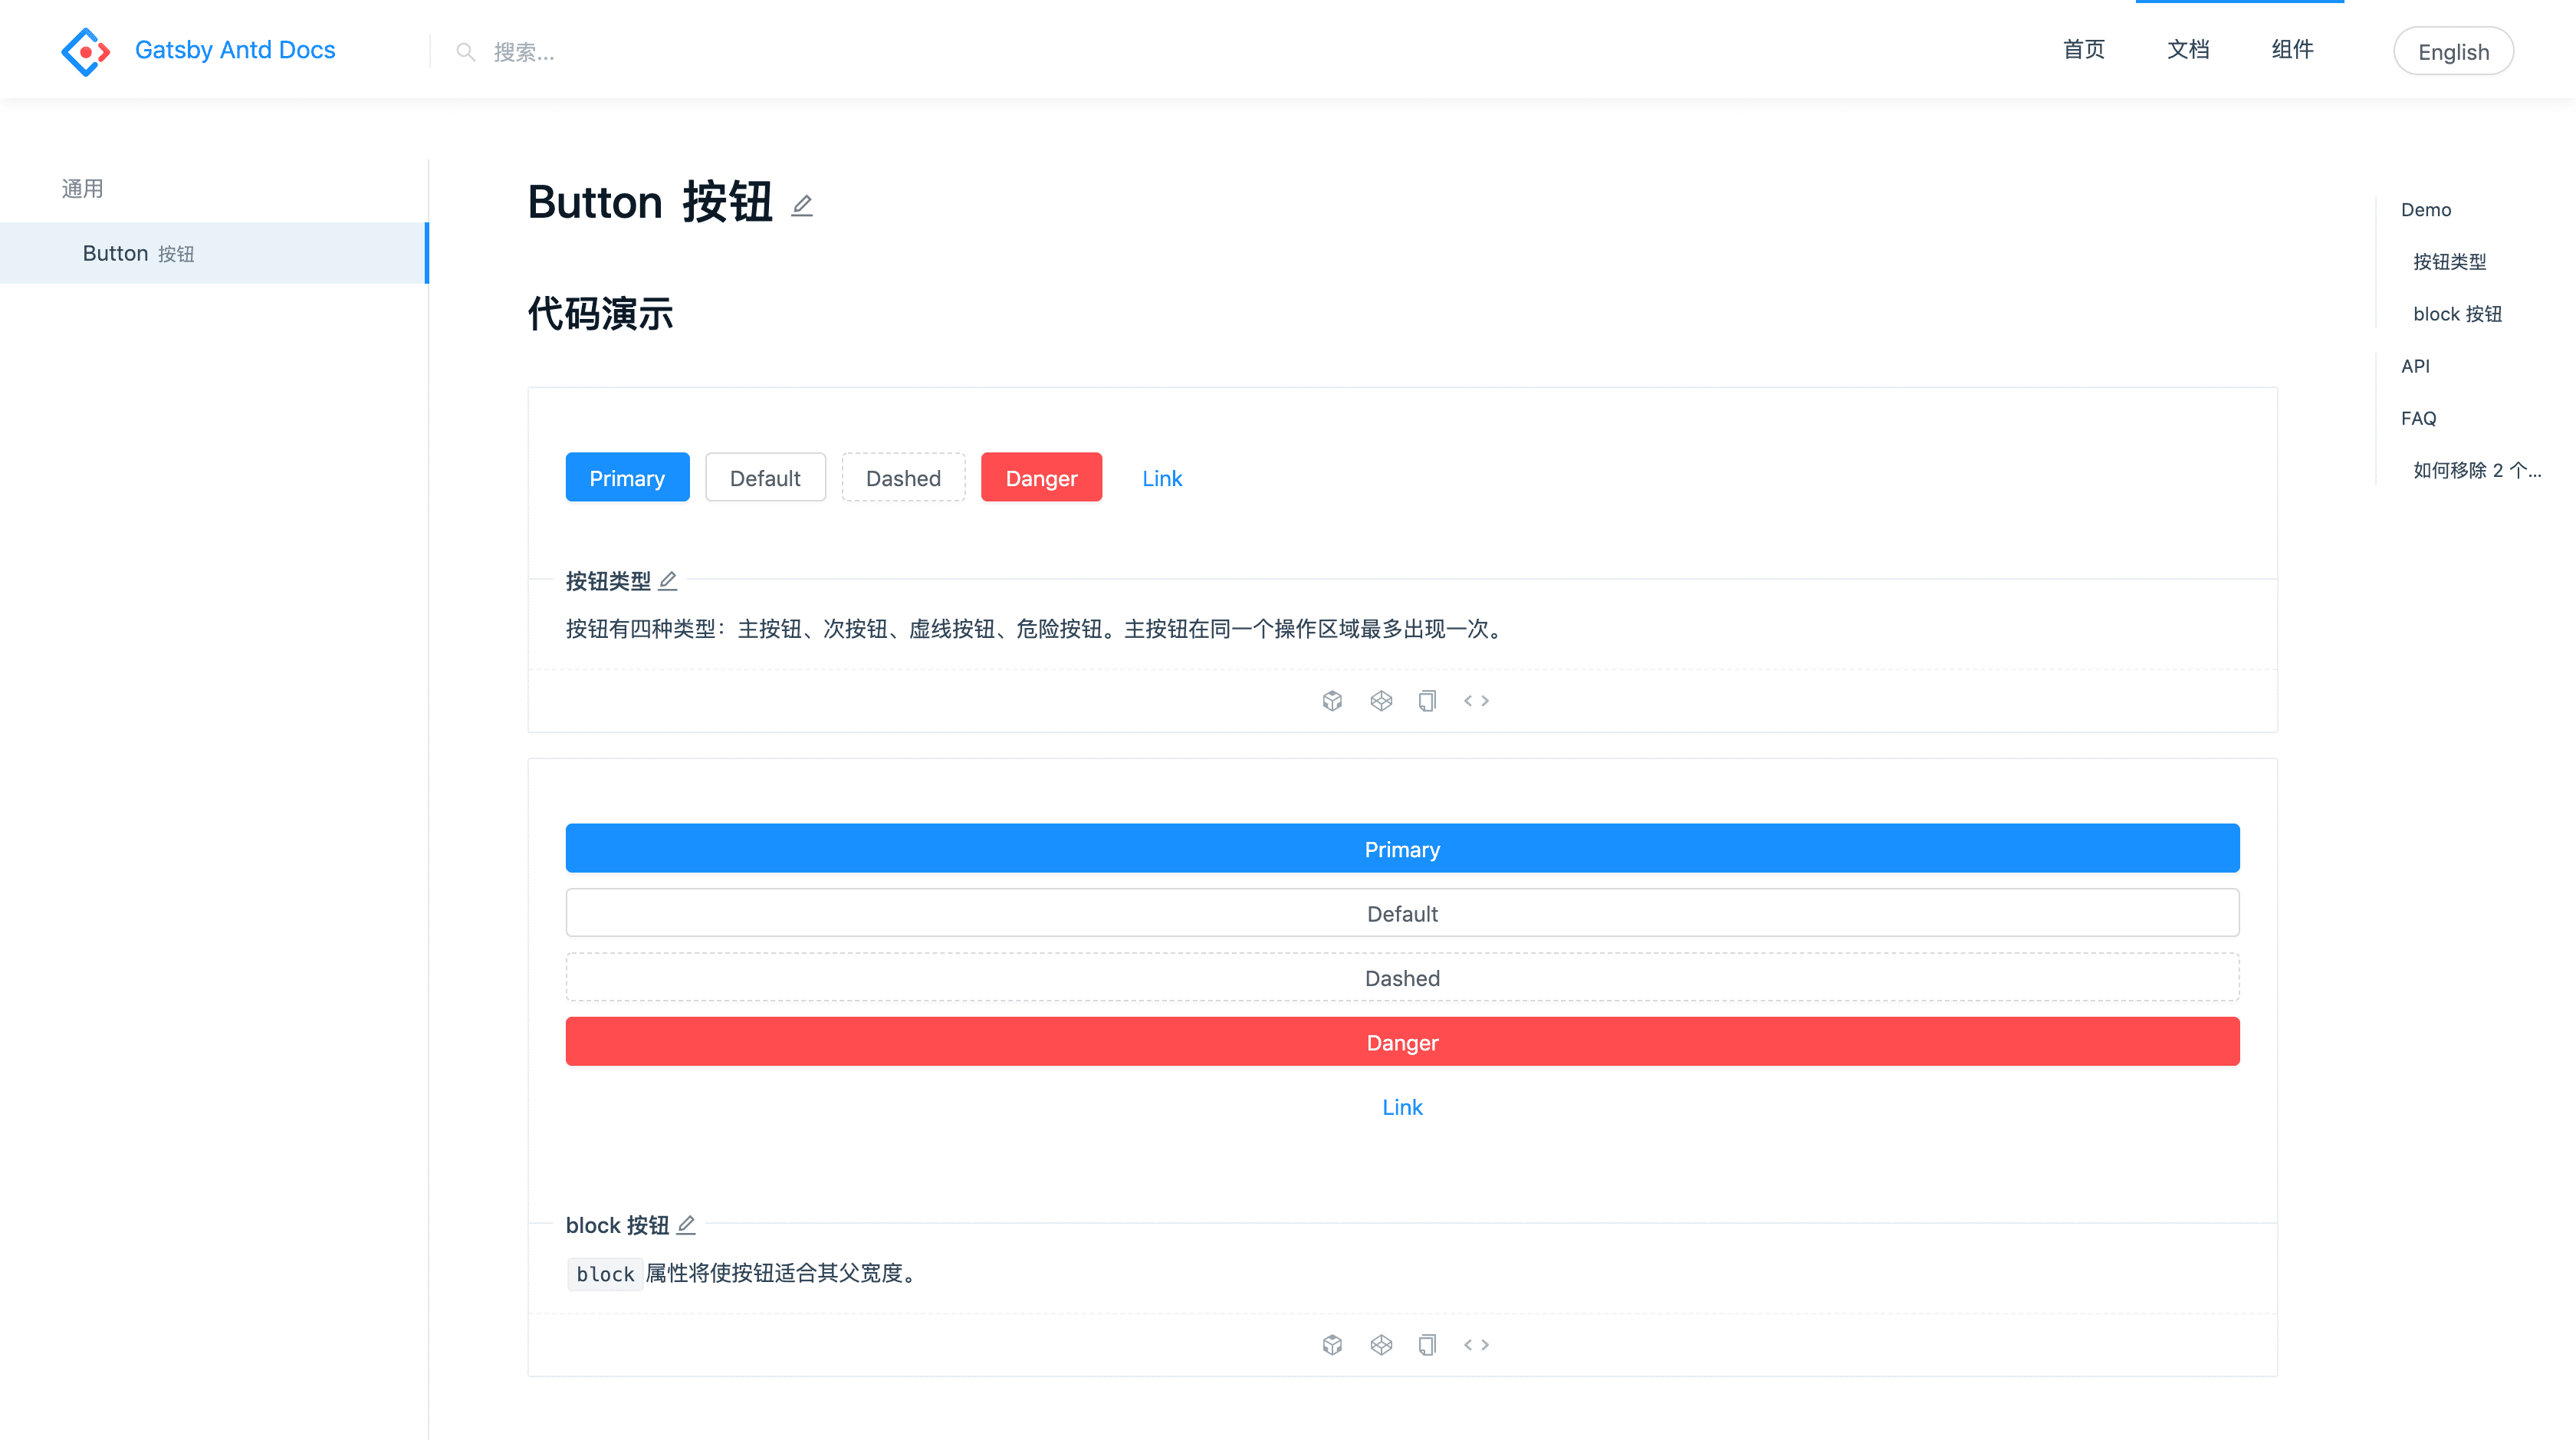 Gatsby Antd Docs
搜索...
首页
文档
组件
English
通用
Button 按钮
Button 按钮
代码演示
Primary
Default
Dashed
Danger
Link
按钮类型
按钮有四种类型：主按钮、次按钮、虚线按钮、危险按钮。主按钮在同一个操作区域最多出现一次。
Primary
Default
Dashed
Danger
Link
block 按钮
block 属性将使按钮适合其父宽度。
Demo
按钮类型
block 按钮
API
FAQ
如何移除 2 个...